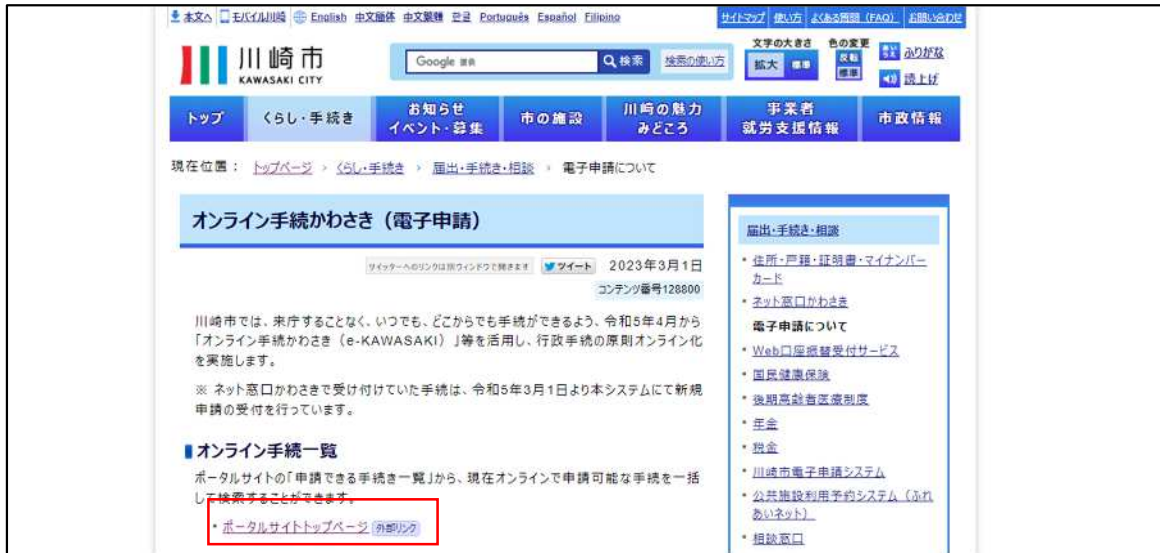 本文へ モバイル川崎 English 中文简体 中文繁體 한글 Português Español Filipino
サイトマップ 使い方 よくある質問（FAQ） お問い合わせ
川崎市
KAWASAKI CITY
Google 検索
検索 検索の使い方
文字の大きさ 色の変更
拡大 標準
反転
標準
ふりがな
読上げ
トップ
くらし・手続き
お知らせ
イベント・募集
市の施設
川崎の魅力
みどころ
事業者
就労支援情報
市政情報
現在位置： トップページ › くらし・手続き › 届出・手続き・相談 › 電子申請について
オンライン手続かわさき（電子申請）
ツイッターへのリンクは別ウィンドウで開きます ツイート 2023年3月1日
コンテンツ番号128800
川崎市では、来庁することなく、いつでも、どこからでも手続ができるよう、令和5年4月から
「オンライン手続かわさき（e-KAWASAKI）」等を活用し、行政手続の原則オンライン化
を実施します。
※ ネット窓口かわさきで受け付けていた手続は、令和5年3月1日より本システムにて新規
申請の受付を行っています。
オンライン手続一覧
ポータルサイトの「申請できる手続き一覧」から、現在オンラインで申請可能な手続を一括
して検索することができます。
・ポータルサイトトップページ 外部リンク
届出・手続き・相談
・住所・戸籍・証明書・マイナンバー
カード
・ネット窓口かわさき
電子申請について
・Web口座振替受付サービス
・国民健康保険
・後期高齢者医療制度
・年金
・税金
・川崎市電子申請システム
・公共施設利用予約システム（ふれ
あいネット）
・相談窓口